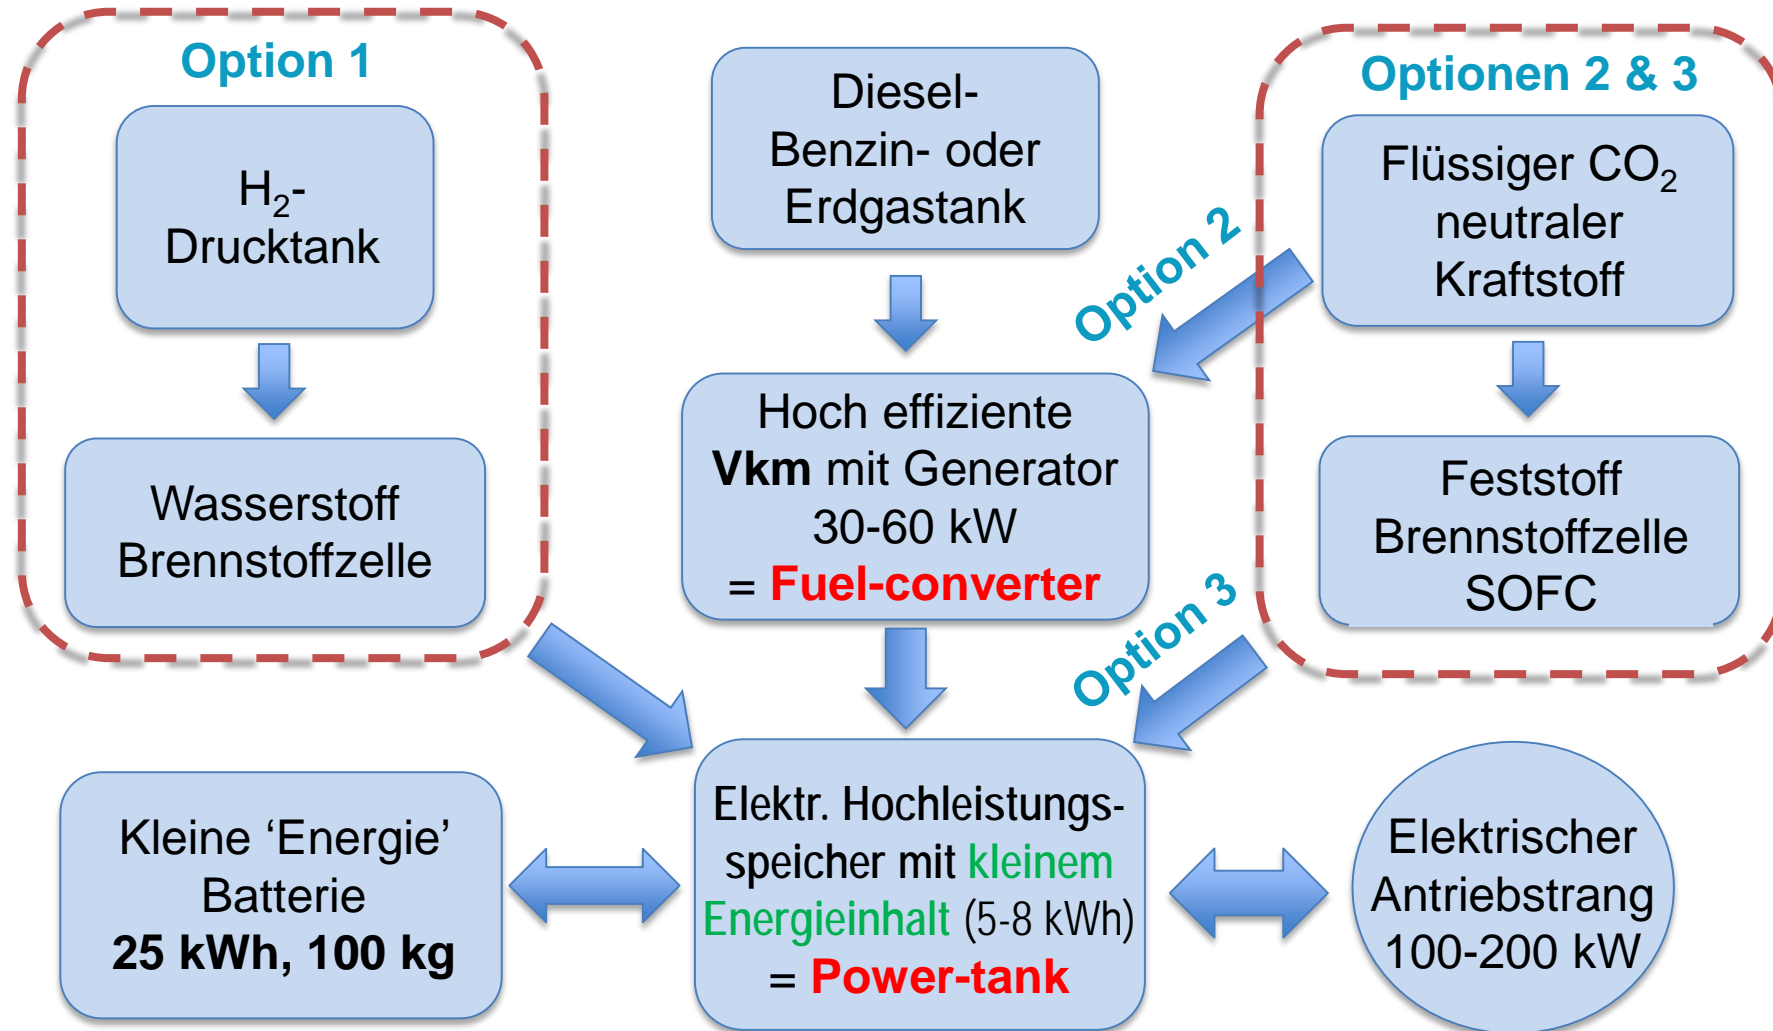 Option 1
H₂-
Drucktank
Wasserstoff
Brennstoffzelle
Diesel-
Benzin- oder
Erdgastank
Hoch effiziente
Vkm mit Generator
30-60 kW
= Fuel-converter
Optionen 2 & 3
Flüssiger CO₂
neutraler
Kraftstoff
Option 2
Feststoff
Brennstoffzelle
SOFC
Option 3
Kleine ‘Energie’
Batterie
25 kWh, 100 kg
Elektr. Hochleistungs-
speicher mit kleinem
Energieinhalt (5-8 kWh)
= Power-tank
Elektrischer
Antriebstrang
100-200 kW